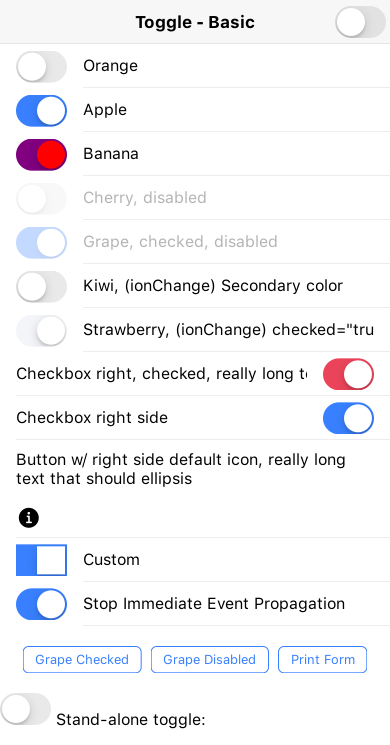 Toggle - Basic
Orange
Apple
Banana
Cherry, disabled
Grape, checked, disabled
Kiwi, (ionChange) Secondary color
Strawberry, (ionChange) checked="tru
Checkbox right, checked, really long t
Checkbox right side
Button w/ right side default icon, really long
text that should ellipsis
Custom
Stop Immediate Event Propagation
Grape Checked Grape Disabled Print Form
Stand-alone toggle: